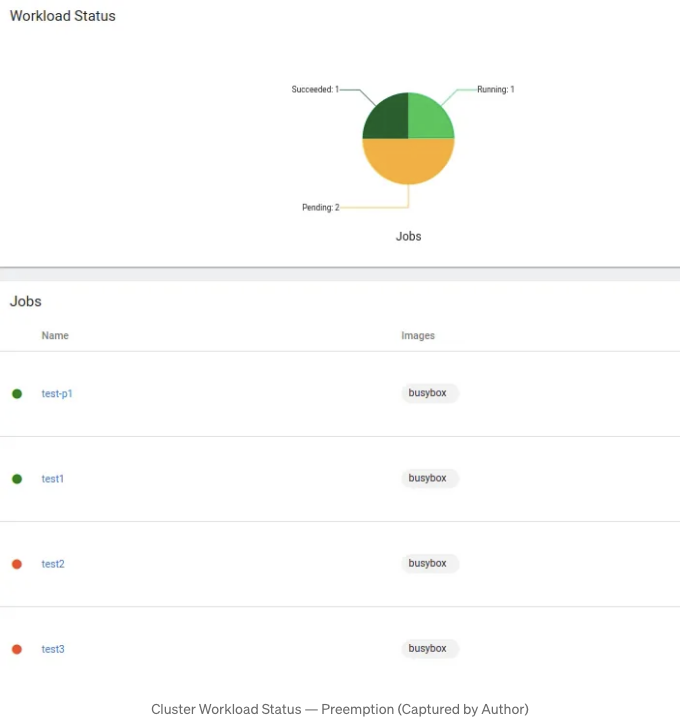 Workload Status
Succeeded: 1
Running: 1
Pending: 2
Jobs
Jobs
Name Images
test-p1 busybox
test1 busybox
test2 busybox
test3 busybox
Cluster Workload Status — Preemption (Captured by Author)